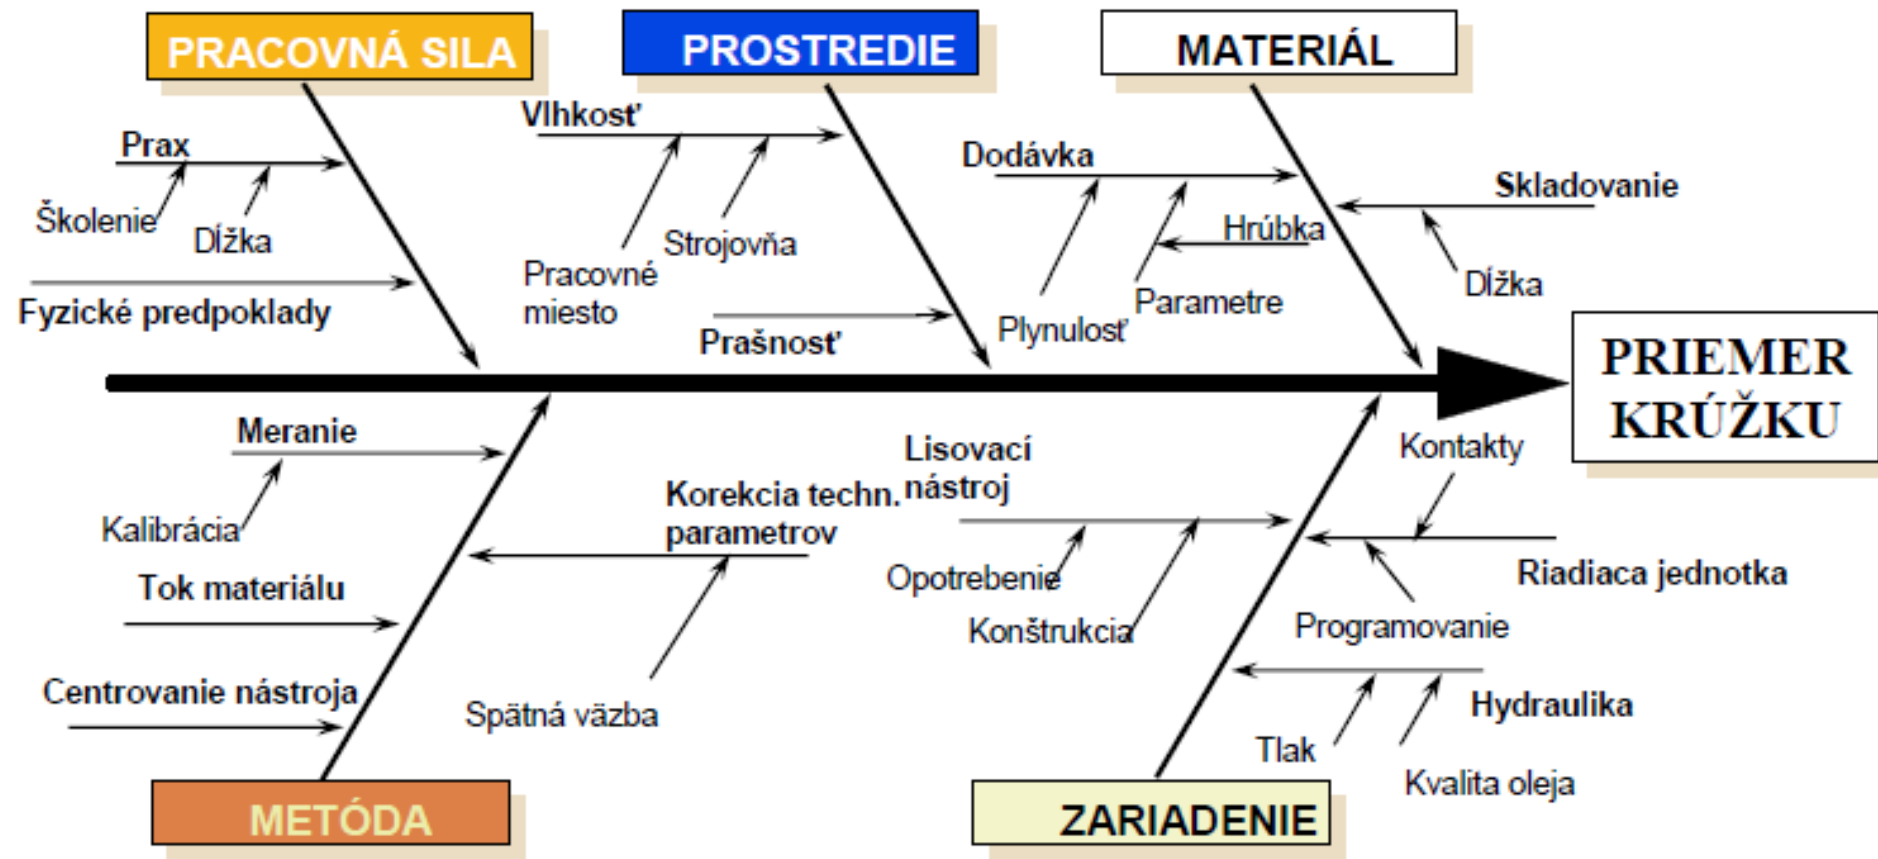 PRACOVNÁ SILA
PROSTREDIE
MATERIÁL
Prax
Školenie
Dĺžka
Fyzické predpoklady
Vlhkosť
Pracovné
miesto
Strojovňa
Prašnosť
Dodávka
Plynulosť
Parametre
Hrúbka
Skladovanie
Dĺžka
PRIEMER
KRÚŽKU
Meranie
Kalibrácia
Tok materiálu
Centrovanie nástroja
Korekcia techn.
parametrov
Spätná väzba
Lisovací
nástroj
Opotrebenie
Konštrukcia
Kontakty
Riadiaca jednotka
Programovanie
Hydraulika
Tlak
Kvalita oleja
METÓDA
ZARIADENIE